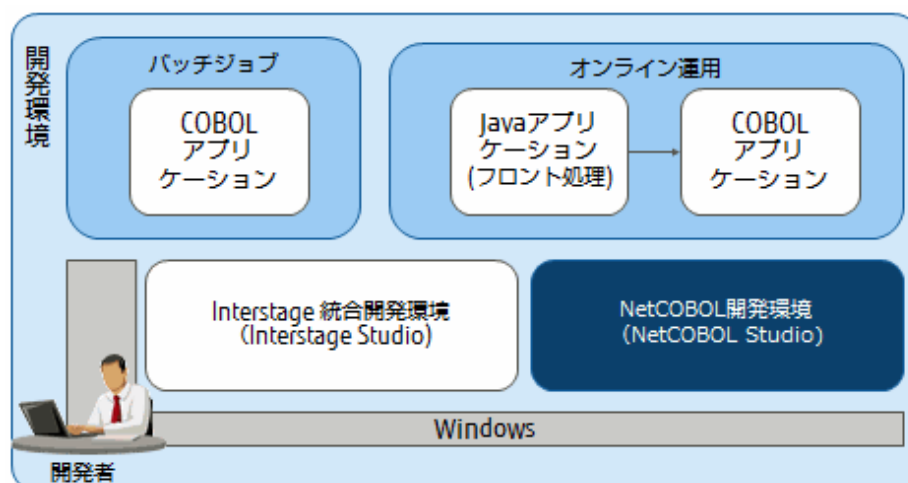 開発環境
バッチジョブ
COBOL
アプリ
ケーション
オンライン運用
Javaアプリ
ケーション
(フロント処理)
COBOL
アプリ
ケーション
Interstage 統合開発環境
(Interstage Studio)
NetCOBOL開発環境
(NetCOBOL Studio)
Windows
開発者